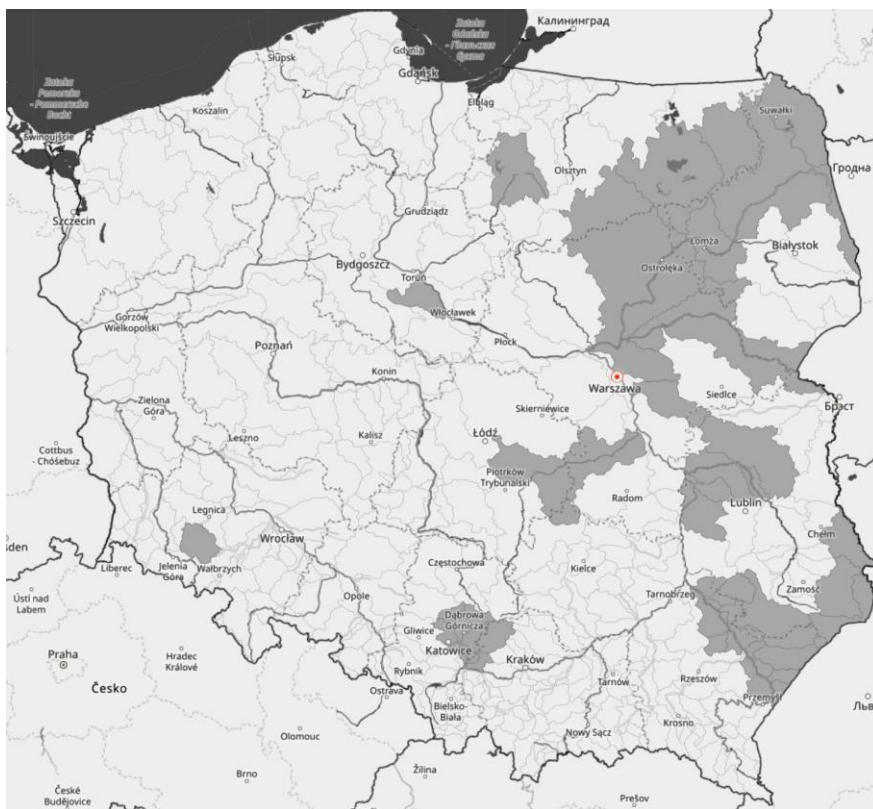 Калининград
Zatoka
Gdańska
- Гданьская
бухта
Słupsk
Gdynia
Gdańsk
Zatoka
Pomorska
- Pommersche
Bucht
Koszalin
Elbląg
Suwałki
Świnoujście
Olsztyn
Гродна
Szczecin
Grudziądz
Łomża
Białystok
Bydgoszcz
Ostrołęka
Toruń
Włocławek
Gorzów
Wielkopolski
Płock
Poznań
Konin
Warszawa
Siedlce
Брэст
Zielona
Góra
Skierniewice
Leszno
Kalisz
Łódź
Cottbus
- Chóśebuz
Piotrków
Trybunalski
Radom
Lublin
Legnica
Wrocław
Chełm
sden
Liberec
Jelenia
Góra
Wałbrzych
Częstochowa
Kielce
Zamość
Ústí nad
Labem
Opole
Tarnobrzeg
Dąbrowa
Górnicza
Gliwice
Katowice
Praha
Hradec
Králové
Kraków
Rybnik
Rzeszów
Tarnów
Česko
Ostrava
Przemyśl
Льв
Bielsko-
Biała
Krosno
Olomouc
Nowy Sącz
Brno
Žilina
České
Budějovice
Prešov